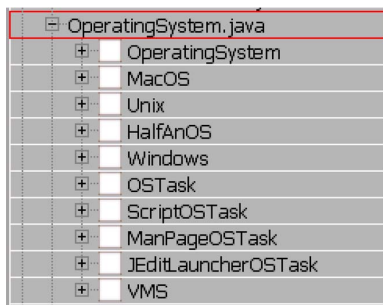 OperatingSystem.java
OperatingSystem
MacOS
Unix
HalfAnOS
Windows
OSTask
ScriptOSTask
ManPageOSTask
JEditLauncherOSTask
VMS